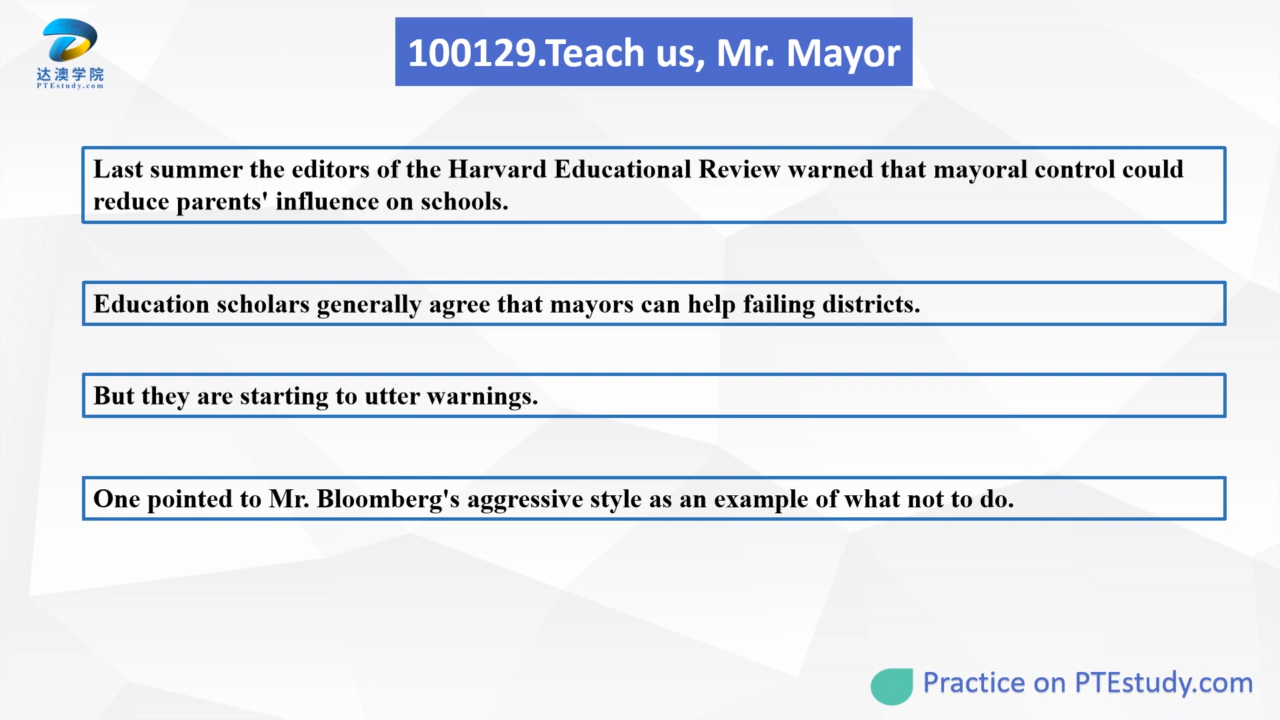 达澳学院
PTEstudy.com
100129.Teach us, Mr. Mayor
Last summer the editors of the Harvard Educational Review warned that mayoral control could
reduce parents' influence on schools.
Education scholars generally agree that mayors can help failing districts.
But they are starting to utter warnings.
One pointed to Mr. Bloomberg's aggressive style as an example of what not to do.
Practice on PTEstudy.com